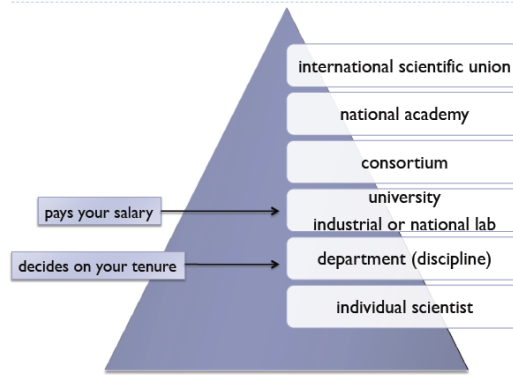 international scientific union
national academy
consortium
university
pays your salary
industrial or national lab
department (discipline)
decides on your tenure
individual scientist